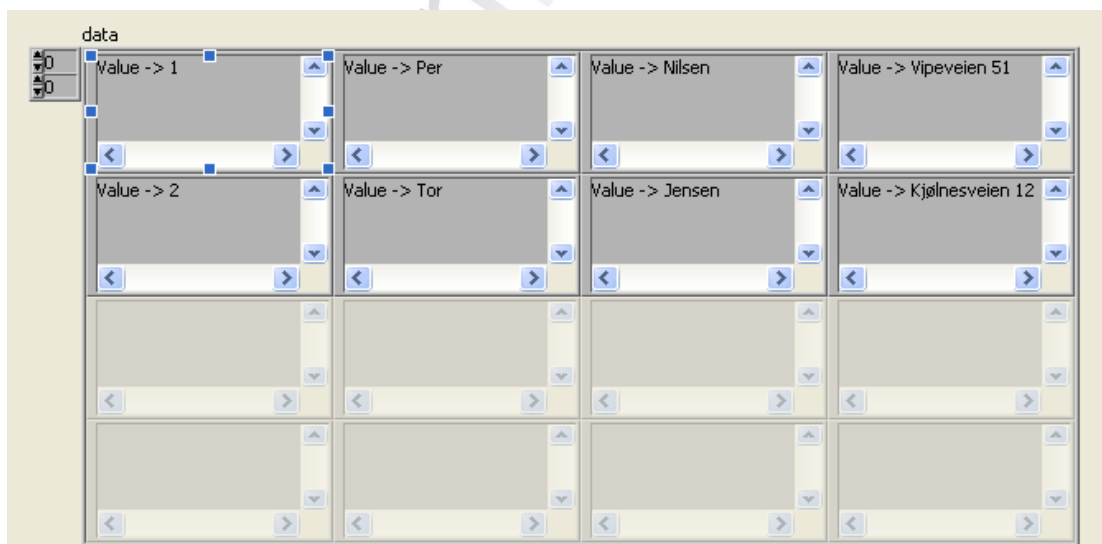 data
0
0
Value -> 1
Value -> Per
Value -> Nilsen
Value -> Vipeveien 51
Value -> 2
Value -> Tor
Value -> Jensen
Value -> Kjølnesveien 12